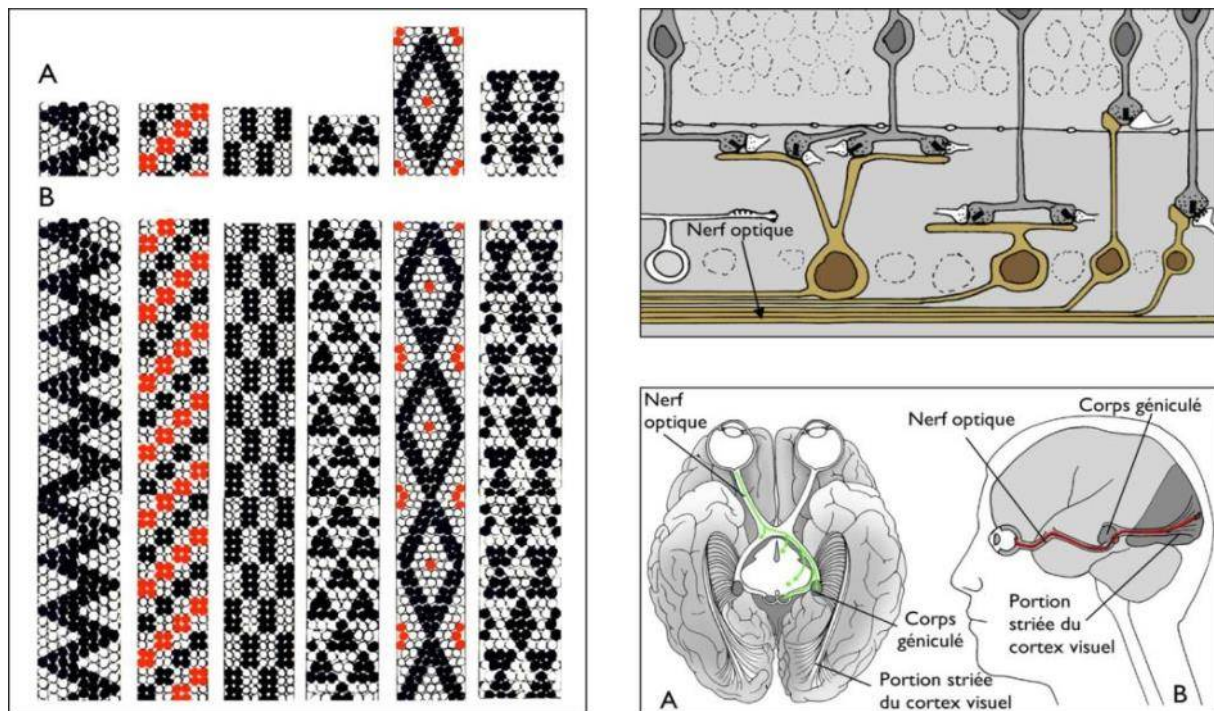 A
B
Nerf optique
Nerf
optique
Corps géniculé
Nerf optique
Corps
géniculé
Portion
striée du
cortex visuel
Portion striée
du cortex visuel
A
B